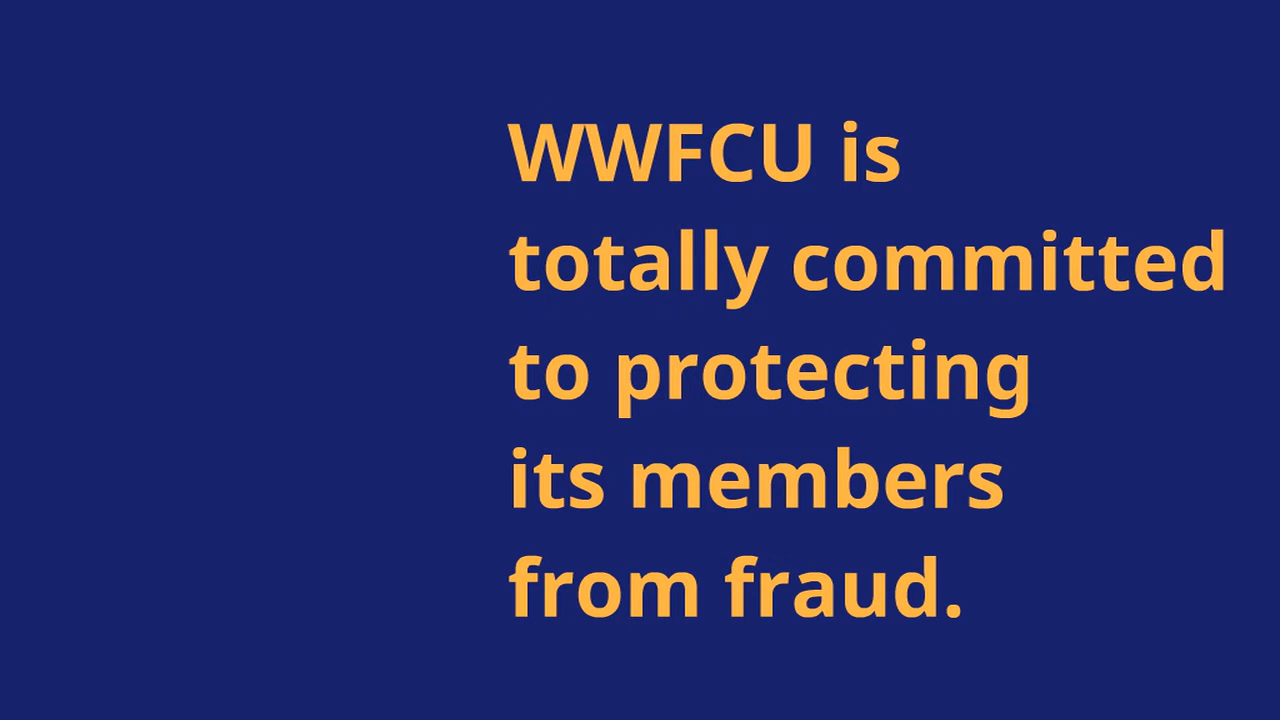 WWFCU is
totally committed
to protecting
its members
from fraud.